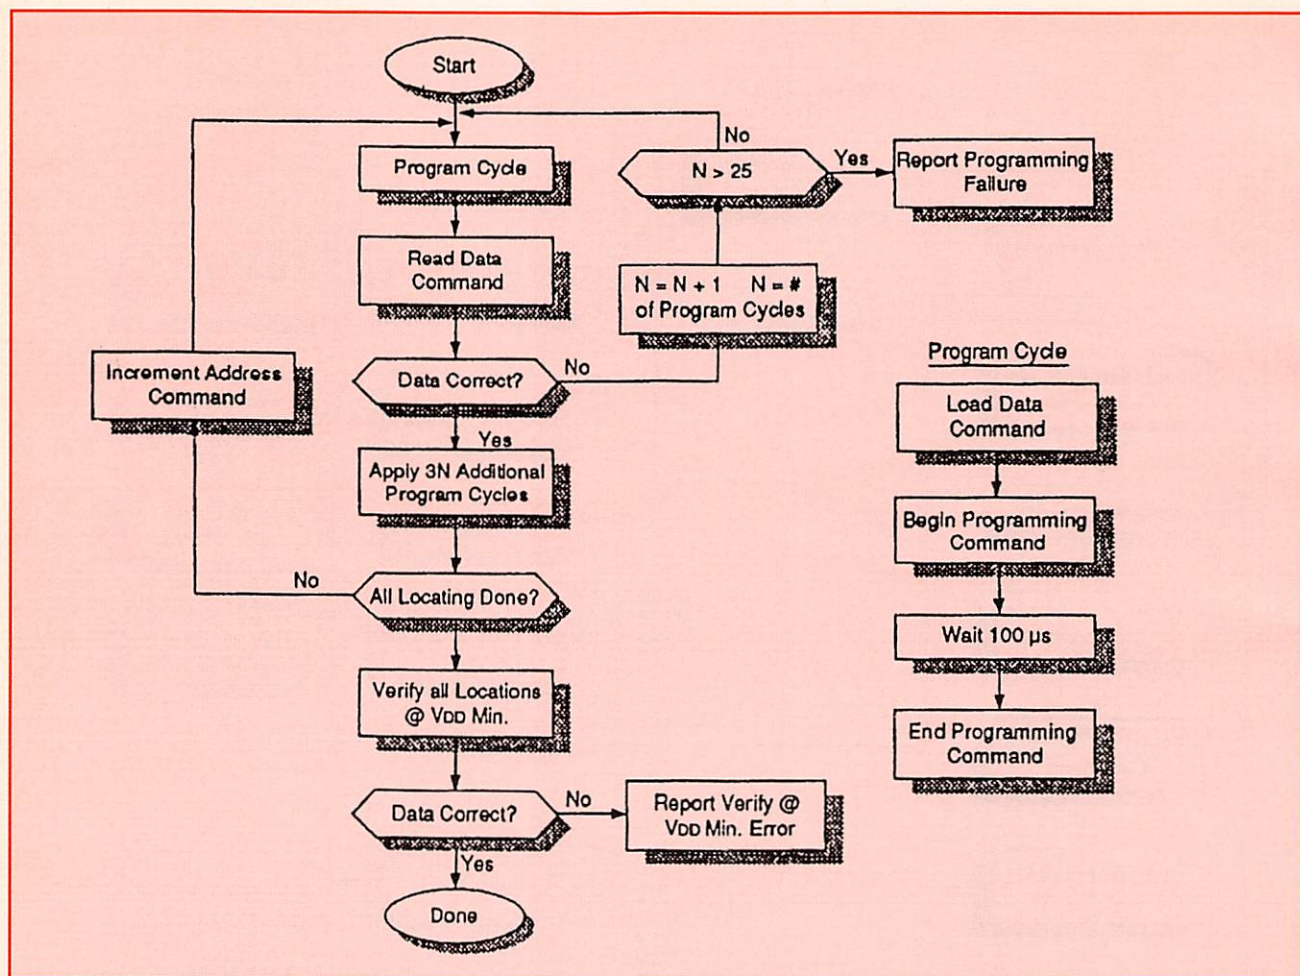 Start
No
Program Cycle
N > 25
Yes
Report Programming
Failure
Read Data
Command
N = N + 1 N = #
of Program Cycles
Increment Address
Command
Data Correct?
No
Yes
Apply 3N Additional
Program Cycles
No
All Locating Done?
Verify all Locations
@ VDD Min.
Data Correct?
No
Report Verify @
VDD Min. Error
Yes
Done
Program Cycle
Load Data
Command
Begin Programming
Command
Wait 100 µs
End Programming
Command